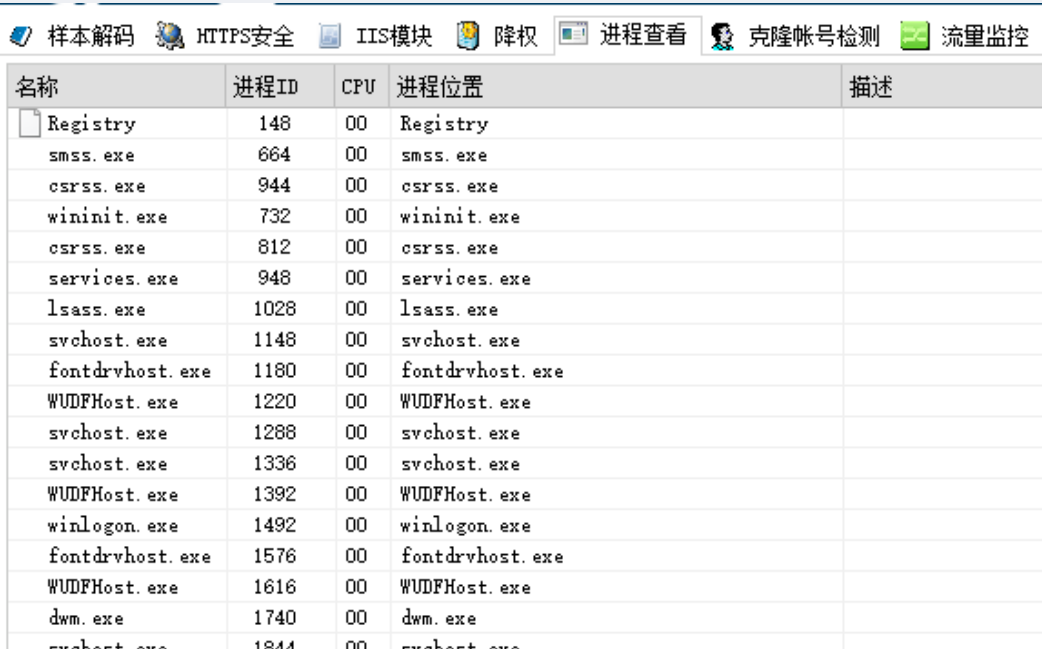 样本解码 HTTPS安全 IIS模块 降权 进程查看 克隆帐号检测 流量监控
名称 进程ID CPU 进程位置 描述
Registry 148 00 Registry
smss.exe 664 00 smss.exe
csrss.exe 944 00 csrss.exe
wininit.exe 732 00 wininit.exe
csrss.exe 812 00 csrss.exe
services.exe 948 00 services.exe
lsass.exe 1028 00 lsass.exe
svchost.exe 1148 00 svchost.exe
fontdrvhost.exe 1180 00 fontdrvhost.exe
WUDFHost.exe 1220 00 WUDFHost.exe
svchost.exe 1288 00 svchost.exe
svchost.exe 1336 00 svchost.exe
WUDFHost.exe 1392 00 WUDFHost.exe
winlogon.exe 1492 00 winlogon.exe
fontdrvhost.exe 1576 00 fontdrvhost.exe
WUDFHost.exe 1616 00 WUDFHost.exe
dwm.exe 1740 00 dwm.exe
svchost.exe 1844 00 svchost.exe